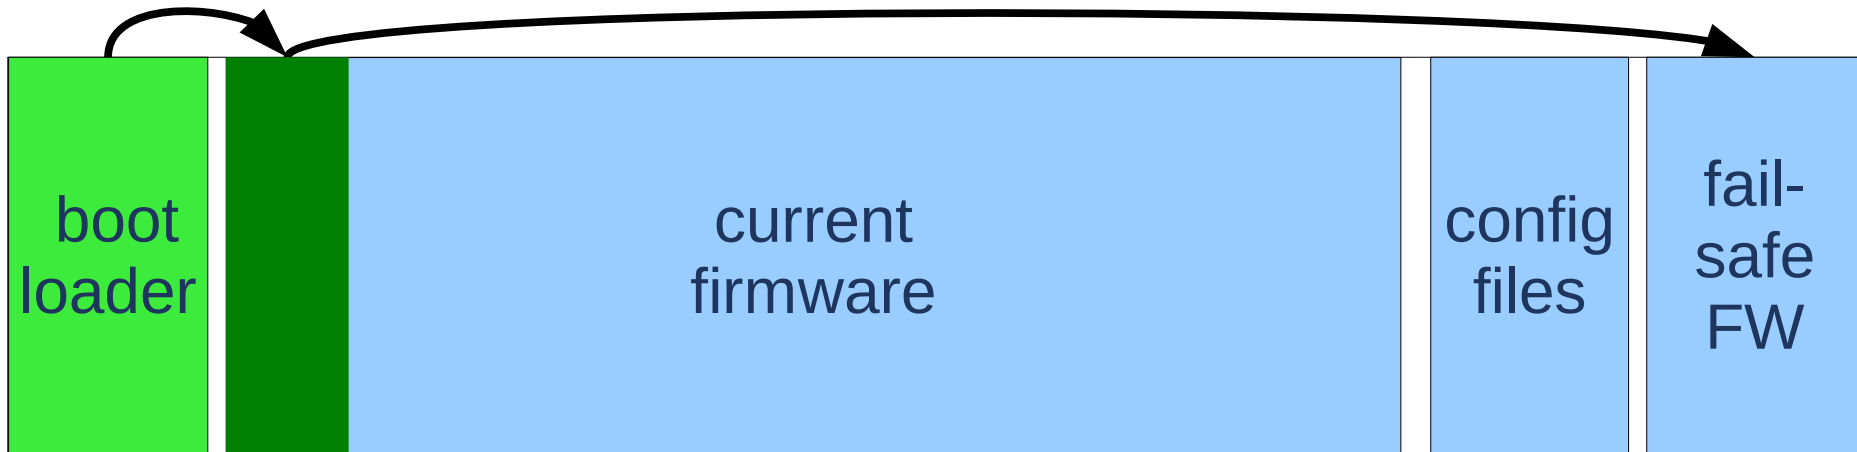 boot
loader
current
firmware
config
files
fail-
safe
FW